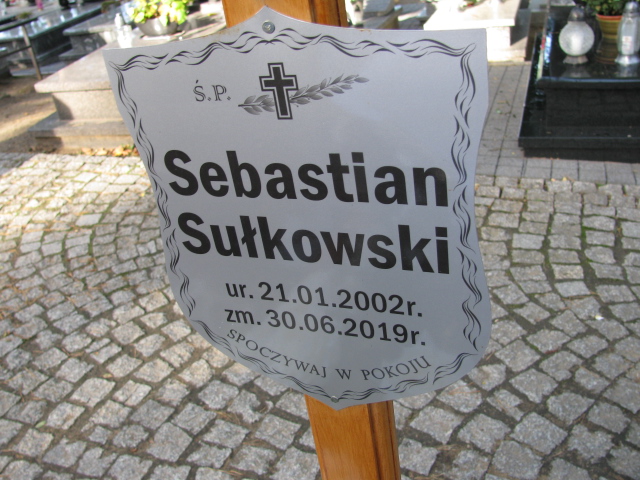 Ś.P.
Sebastian
Sułkowski
ur. 21.01.2002r.
zm. 30.06.2019r.
SPOCZYWAJ W POKOJU